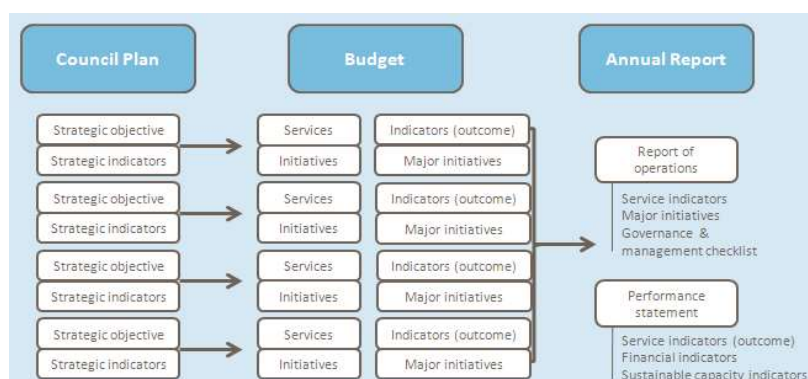 Council Plan
Budget
Annual Report
Strategic objective
Strategic indicators
Services
Initiatives
Indicators (outcome)
Major initiatives
Strategic objective
Strategic indicators
Services
Initiatives
Indicators (outcome)
Major initiatives
Strategic objective
Strategic indicators
Services
Initiatives
Indicators (outcome)
Major initiatives
Strategic objective
Strategic indicators
Services
Initiatives
Indicators (outcome)
Major initiatives
Report of
operations
Service indicators
Major initiatives
Governance &
management checklist
Performance
statement
Service indicators (outcome)
Financial indicators
Sustainable capacity indicators